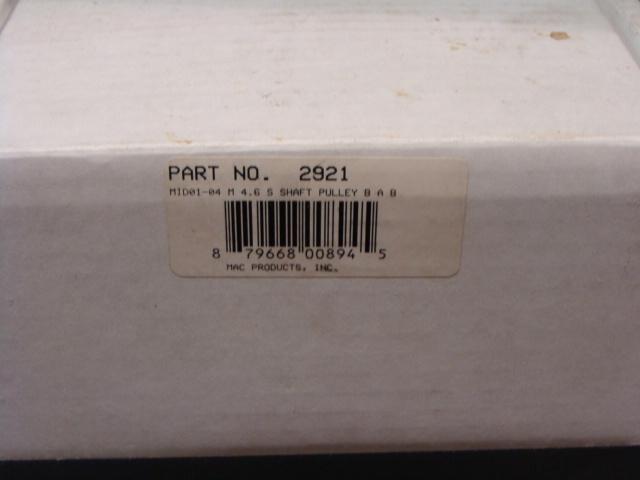 PART NO. 2921
MID01-04 M 4.6 S SHAFT PULLEY B A B
8 79668 00894 5
MAC PRODUCTS, INC.